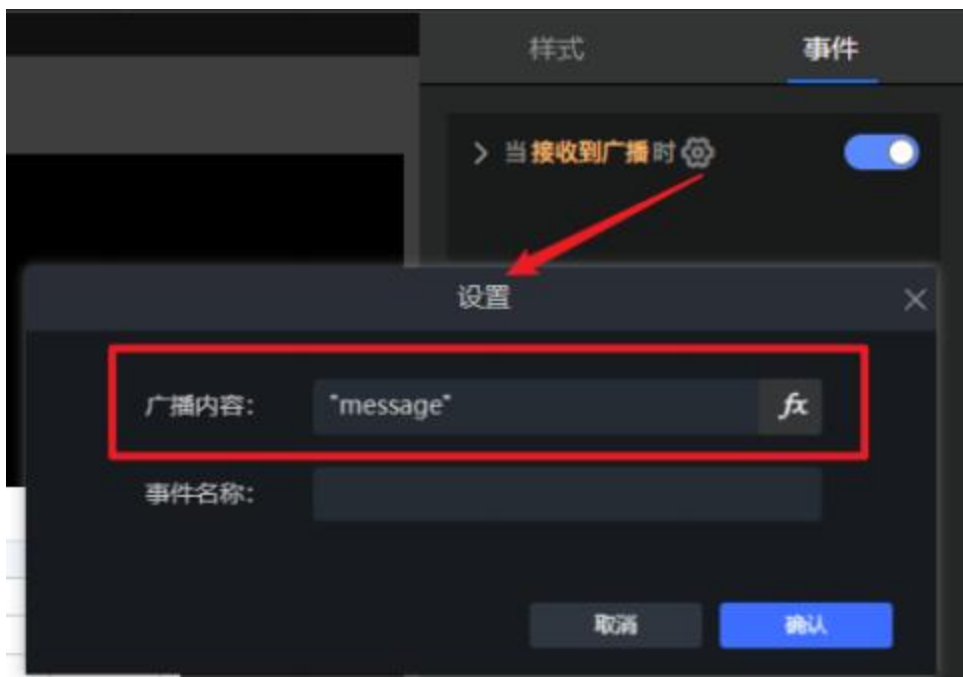 样式 事件
当接收到广播时
设置
广播内容： "message" fx
事件名称：
取消 确认